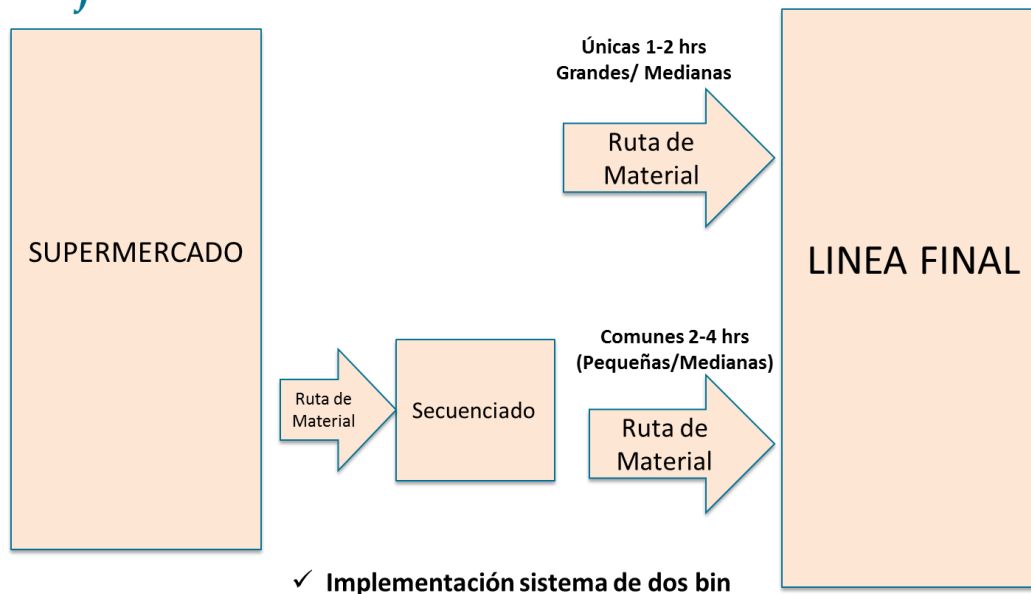 SUPERMERCADO
Únicas 1-2 hrs
Grandes/ Medianas
Ruta de
Material
LINEA FINAL
Ruta de
Material
Secuenciado
Comunes 2-4 hrs
(Pequeñas/Medianas)
Ruta de
Material
✓ Implementación sistema de dos bin